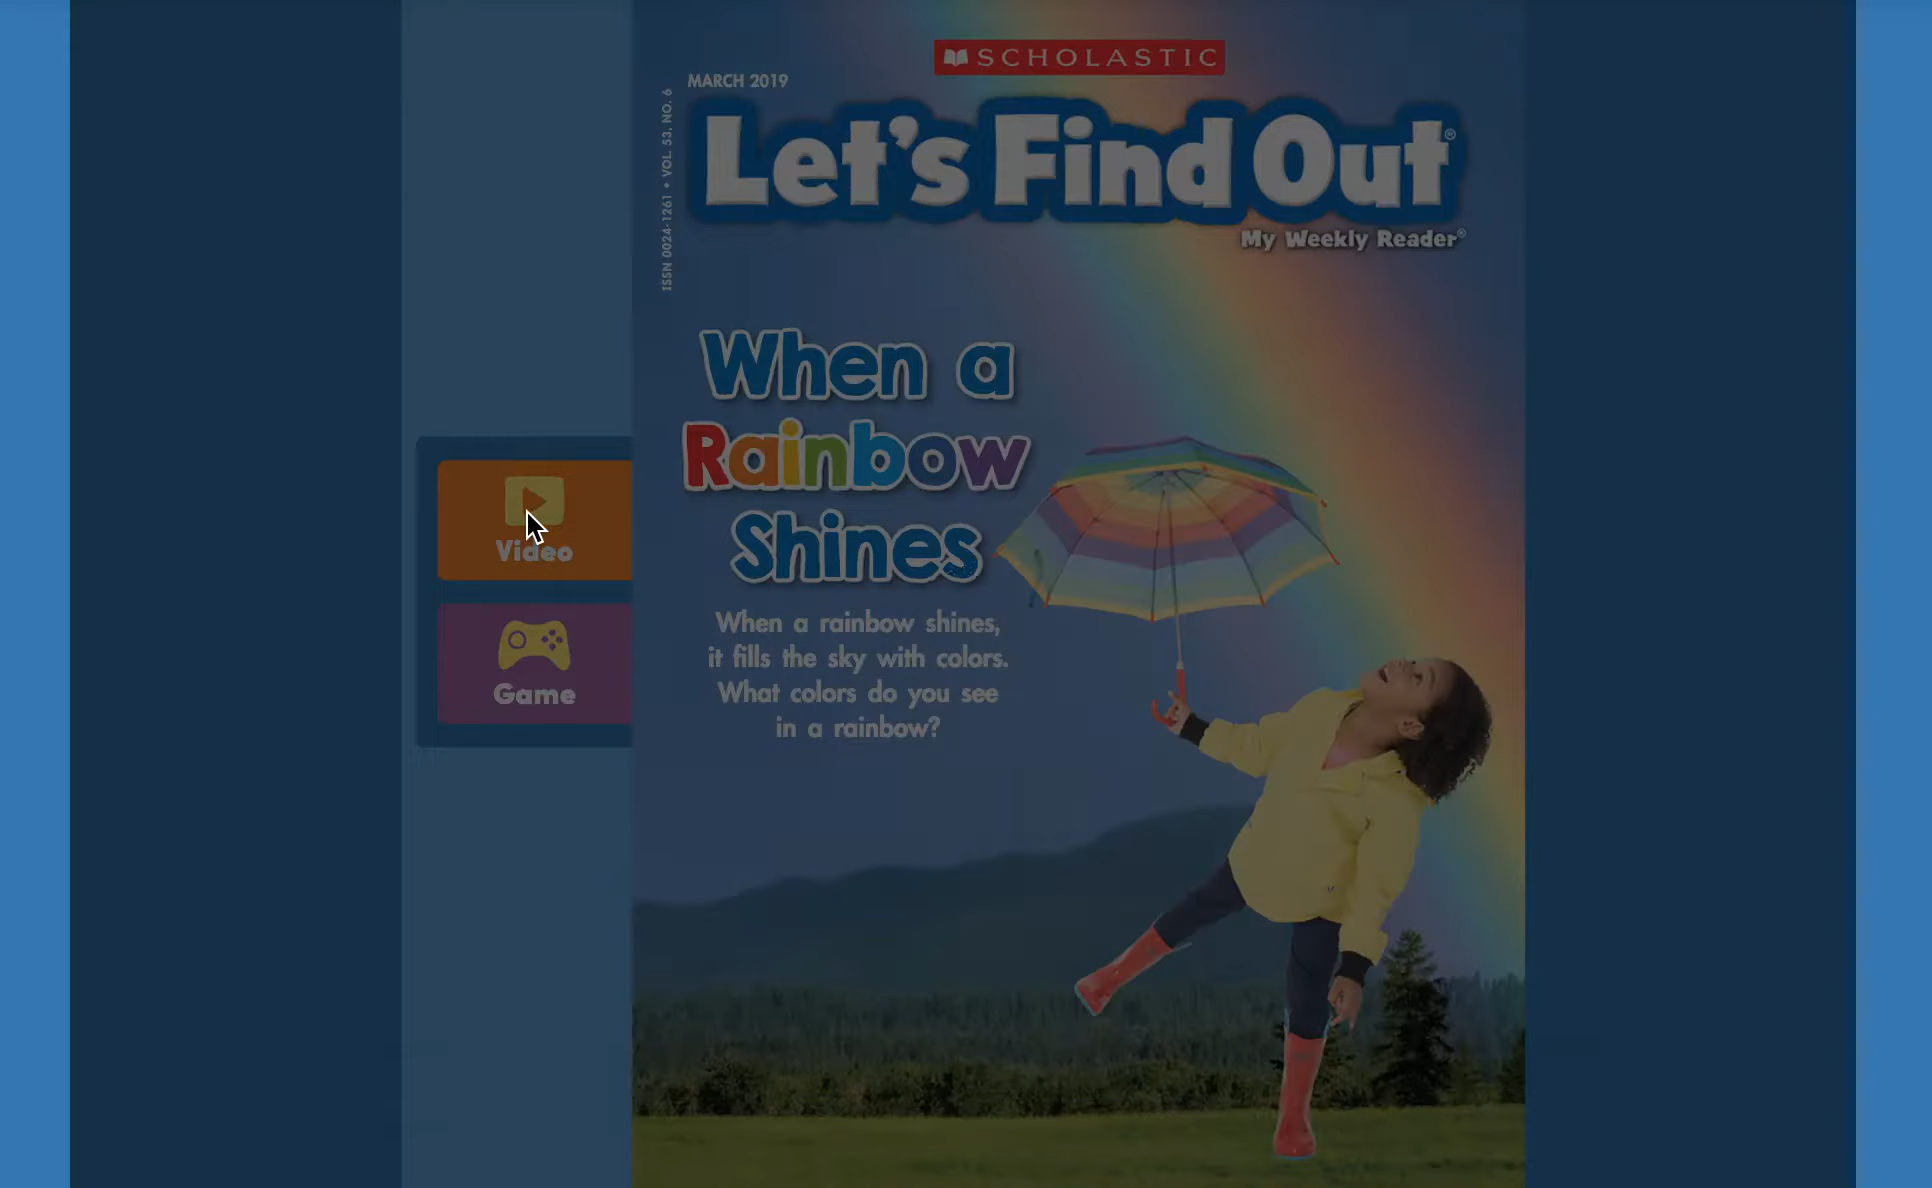 SCHOLASTIC
MARCH 2019
ISSN 0024-1261 • VOL. 53, NO. 6
Let's Find Out®
My Weekly Reader®
When a
Rainbow
Shines
When a rainbow shines,
it fills the sky with colors.
What colors do you see
in a rainbow?
Video
Game